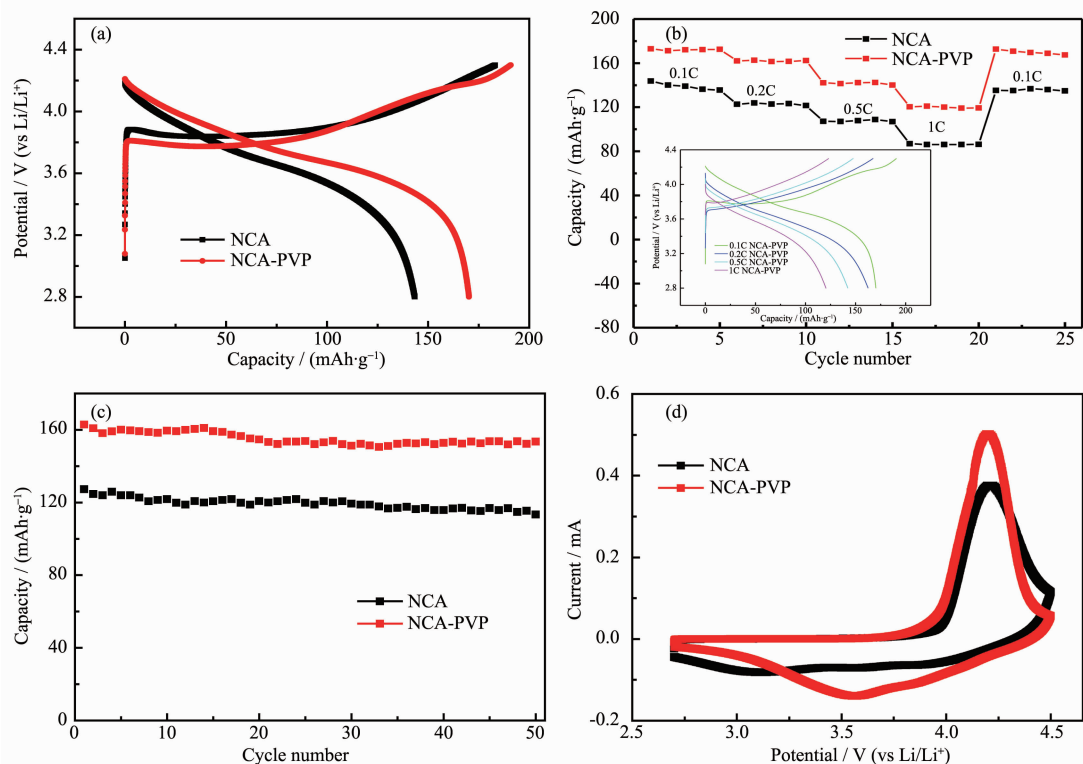 (a)
4.4
4.0
3.6
3.2
2.8
Potential / V (vs Li/Li⁺)
NCA
NCA-PVP
0
50
100
150
200
Capacity / (mAh·g⁻¹)
(b)
200
160
120
80
40
0
-40
-80
Capacity / (mAh·g⁻¹)
NCA
NCA-PVP
0.1C
0.2C
0.5C
1C
0.1C
4.4
4.0
3.6
3.2
2.8
Potential / V (vs Li/Li⁺)
0.1C NCA-PVP
0.2C NCA-PVP
0.5C NCA-PVP
1C NCA-PVP
0
50
100
150
200
Capacity / (mAh·g⁻¹)
0
5
10
15
20
25
Cycle number
(c)
160
120
80
40
0
Capacity / (mAh·g⁻¹)
NCA
NCA-PVP
0
10
20
30
40
50
Cycle number
(d)
0.6
0.4
0.2
0.0
-0.2
Current / mA
NCA
NCA-PVP
2.5
3.0
3.5
4.0
4.5
Potential / V (vs Li/Li⁺)